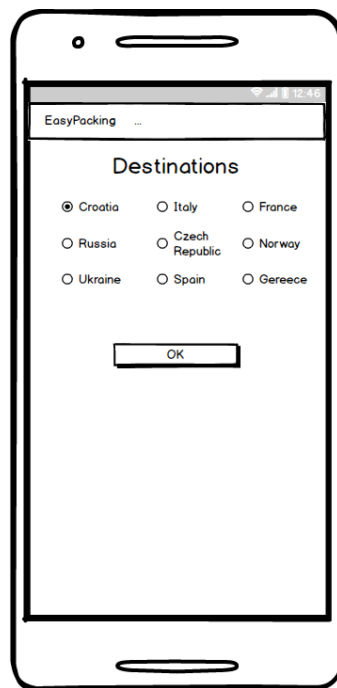 12:46
EasyPacking ...
Destinations
Croatia Italy France
Russia Czech Republic Norway
Ukraine Spain Gereece
OK